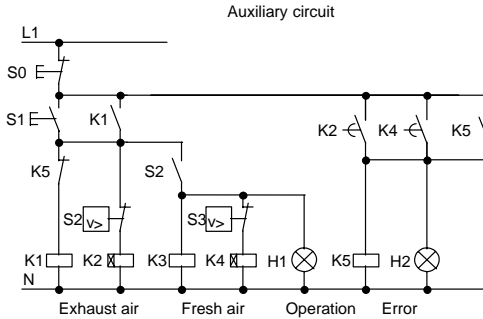 Auxiliary circuit
L1
S0
S1 K1 K2 K4 K5
K5 S2
S2 v> S3 v>
K1 K2 K3 K4 H1 K5 H2
N
Exhaust air Fresh air Operation Error